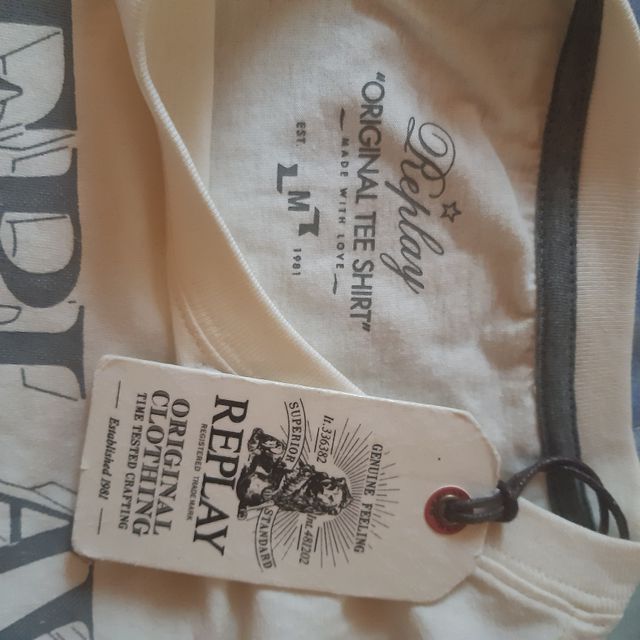 Replay
"ORIGINAL TEE SHIRT"
~ MADE WITH LOVE ~
EST. LMT 1981
GENUINE FEELING
SUPERIOR STANDARD
REPLAY
REGISTERED TRADE MARK
ORIGINAL
CLOTHING
TIME TESTED CRAFTING
Established 1981
EPLA